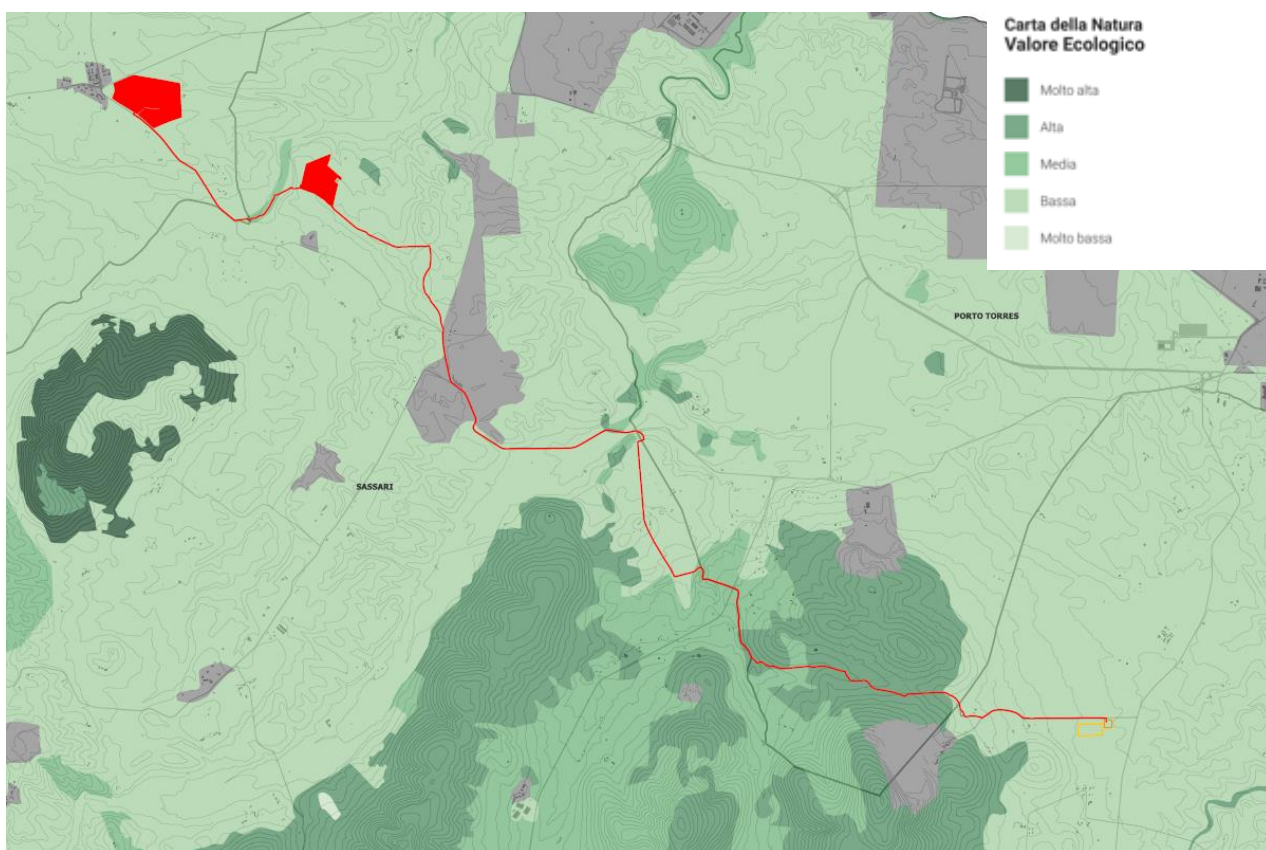 Carta della Natura
Valore Ecologico
Molto alta
Alta
Media
Bassa
Molto bassa
PORTO TORRES
SASSARI